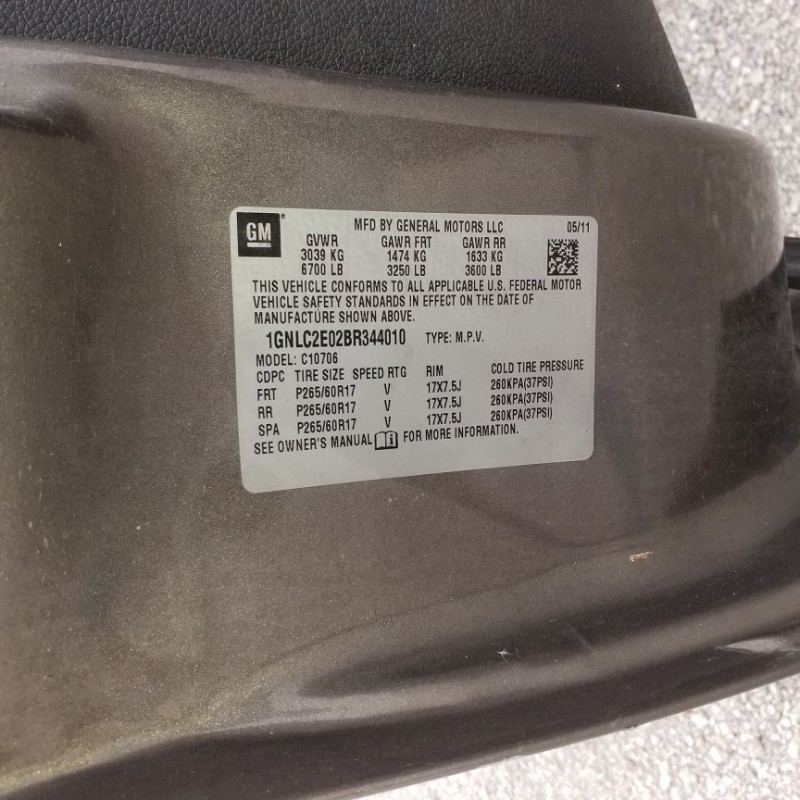 GM®
MFD BY GENERAL MOTORS LLC 05/11
GVWR GAWR FRT GAWR RR
3039 KG 1474 KG 1633 KG
6700 LB 3250 LB 3600 LB
THIS VEHICLE CONFORMS TO ALL APPLICABLE U.S. FEDERAL MOTOR
VEHICLE SAFETY STANDARDS IN EFFECT ON THE DATE OF
MANUFACTURE SHOWN ABOVE.
1GNLC2E02BR344010 TYPE: M.P.V.
MODEL: C10706
CDPC TIRE SIZE SPEED RTG RIM COLD TIRE PRESSURE
FRT P265/60R17 V 17X7.5J 260KPA(37PSI)
RR P265/60R17 V 17X7.5J 260KPA(37PSI)
SPA P265/60R17 V 17X7.5J 260KPA(37PSI)
SEE OWNER'S MANUAL i FOR MORE INFORMATION.